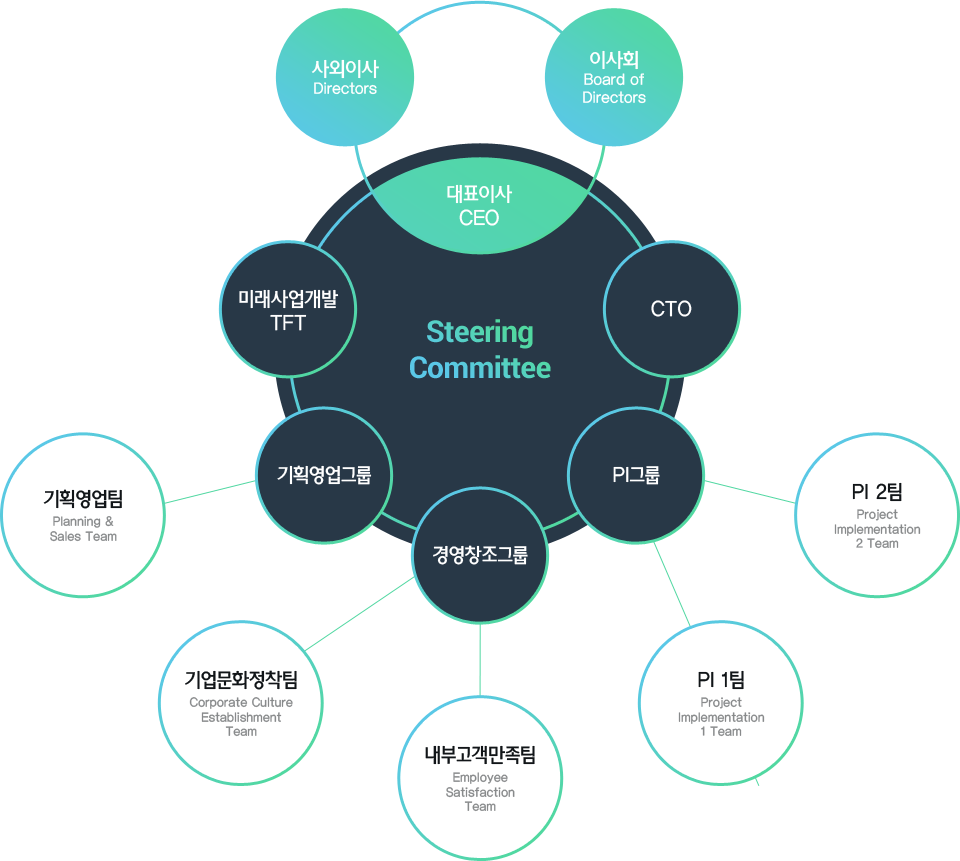 사외이사
Directors
이사회
Board of
Directors
대표이사
CEO
미래사업개발
TFT
CTO
Steering
Committee
기획영업그룹
PI그룹
경영창조그룹
기획영업팀
Planning &
Sales Team
PI 2팀
Project
Implementation
2 Team
기업문화정착팀
Corporate Culture
Establishment
Team
PI 1팀
Project
Implementation
1 Team
내부고객만족팀
Employee
Satisfaction
Team